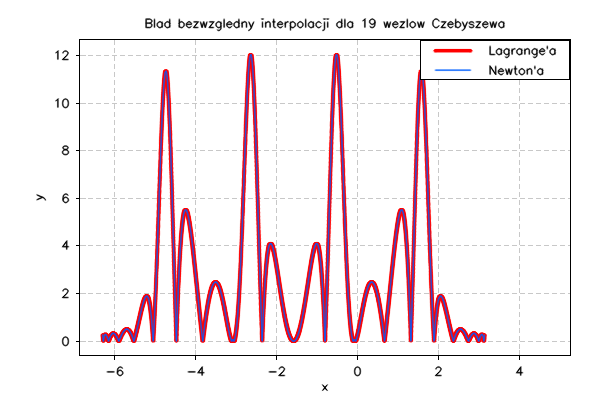 Blad bezwzgledny interpolacji dla 19 wezlow Czebyszewa
Lagrange'a
Newton'a
12
10
8
6
4
2
0
y
−6 −4 −2 0 2 4
x